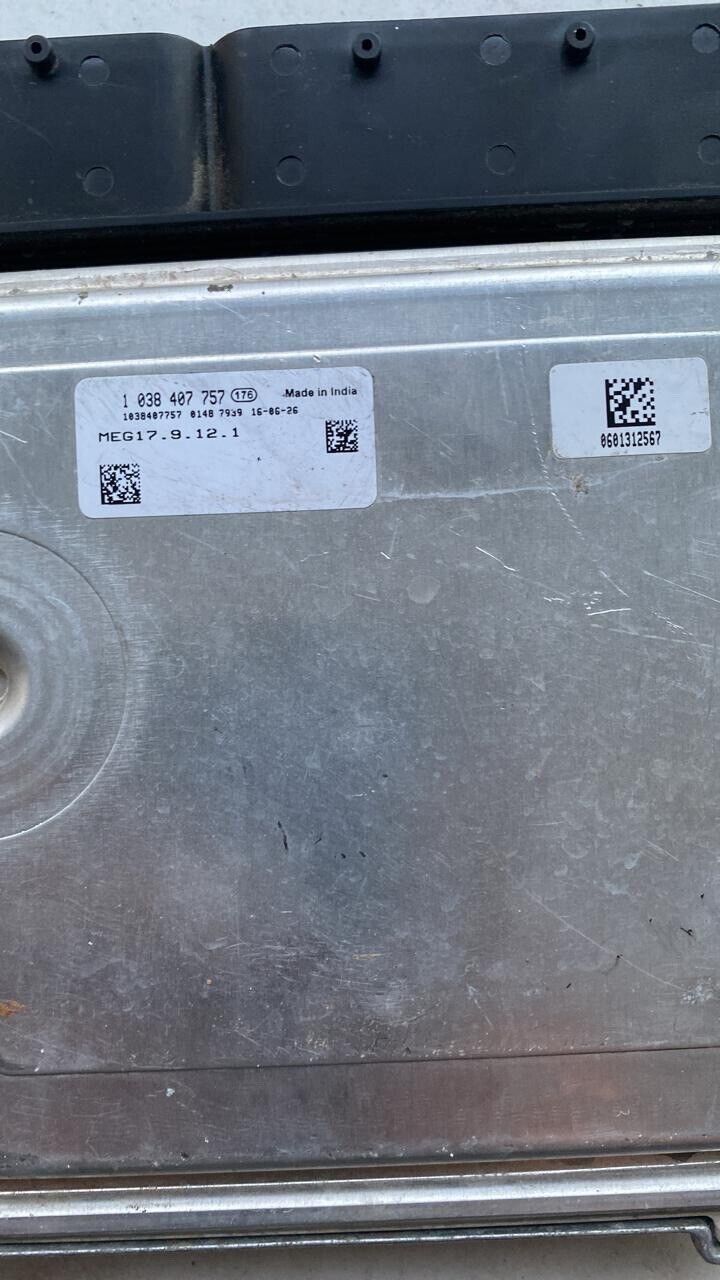 1 038 407 757 176 Made in India
1038407757 0148 7939 16-06-26
MEG17.9.12.1
0601312567